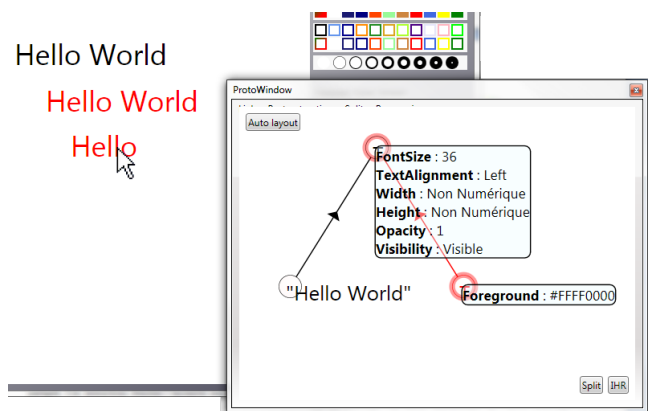 Hello World
Hello World
Hello
ProtoWindow
Auto layout
FontSize : 36
TextAlignment : Left
Width : Non Numérique
Height : Non Numérique
Opacity : 1
Visibility : Visible
"Hello World"
Foreground : #FFFF0000
Split
IHR